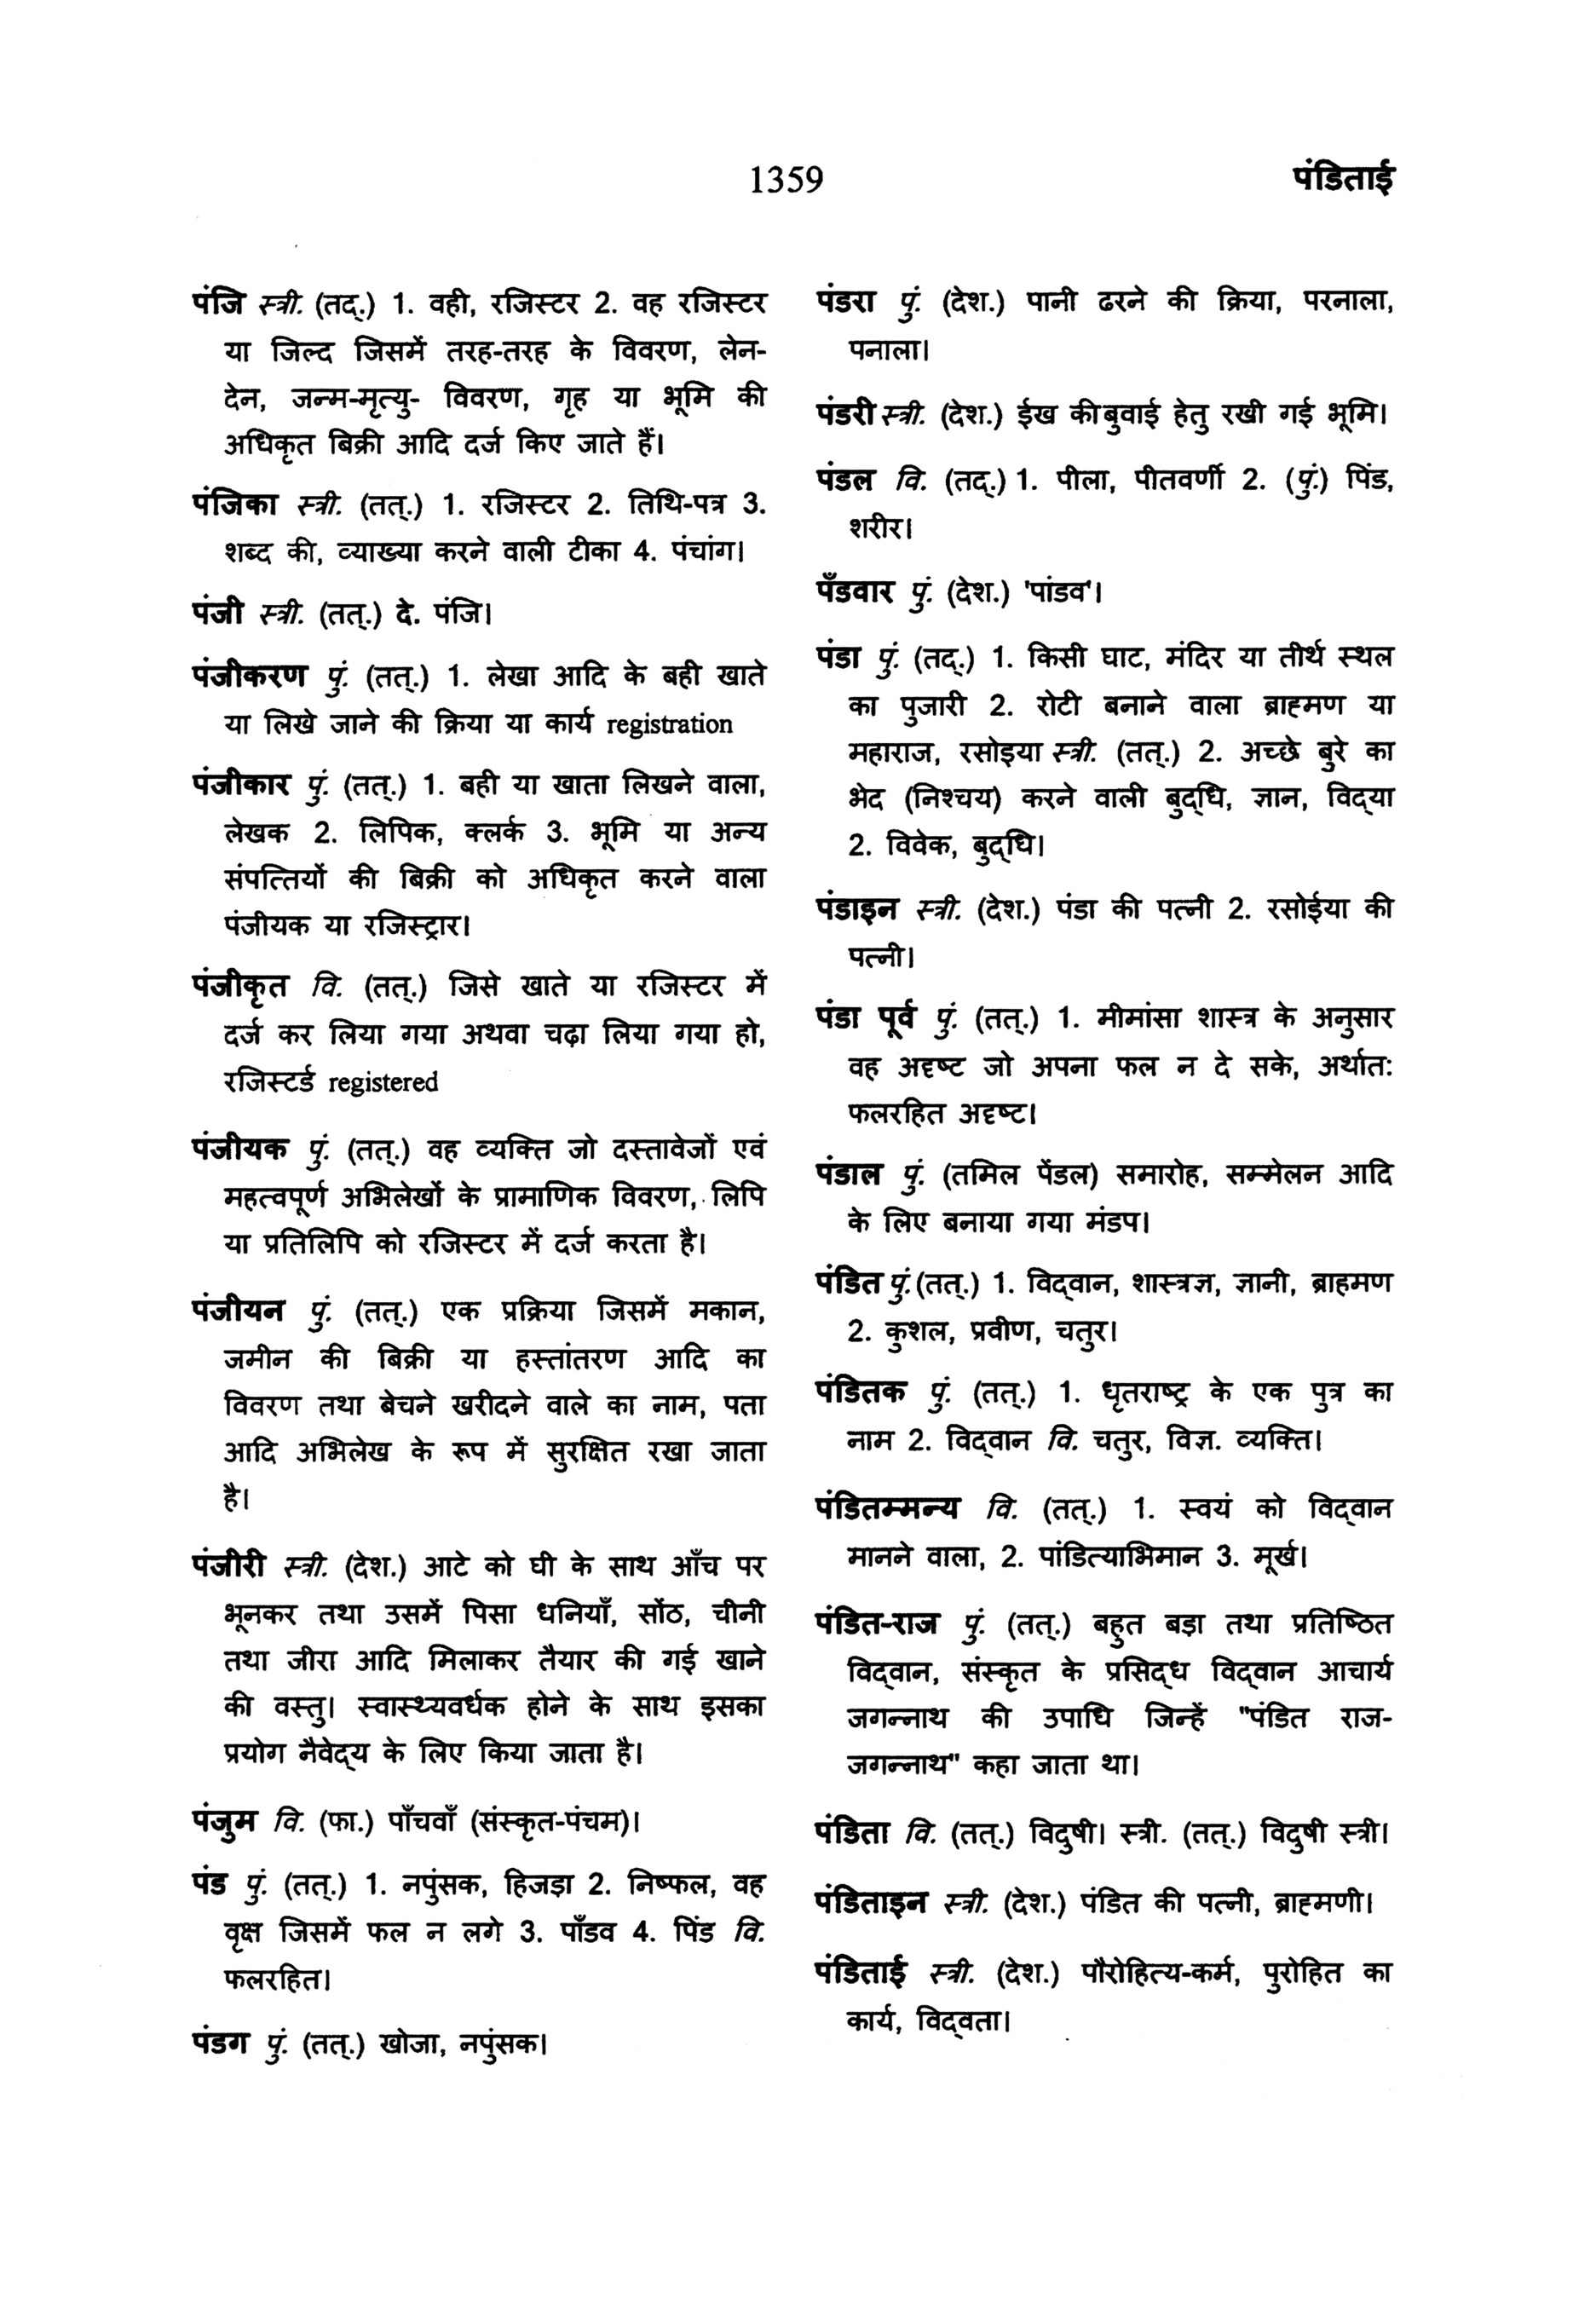 1359
पंडिताई
पंजि स्त्री. (तद्.) 1. वही, रजिस्टर 2. वह रजिस्टर
या जिल्द जिसमें तरह-तरह के विवरण, लेन-
देन, जन्म-मृत्यु- विवरण, गृह या भूमि की
अधिकृत बिक्री आदि दर्ज किए जाते हैं।
पंजिका स्त्री. (तत्.) 1. रजिस्टर 2. तिथि-पत्र 3.
शब्द की, व्याख्या करने वाली टीका 4. पंचांग।
पंजी स्त्री. (तत्.) दे. पंजि।
पंजीकरण पुं. (तत्.) 1. लेखा आदि के बही खाते
या लिखे जाने की क्रिया या कार्य registration
पंजीकार पुं. (तत्.) 1. बही या खाता लिखने वाला,
लेखक 2. लिपिक, क्लर्क 3. भूमि या अन्य
संपत्तियों की बिक्री को अधिकृत करने वाला
पंजीयक या रजिस्ट्रार।
पंजीकृत वि. (तत्.) जिसे खाते या रजिस्टर में
दर्ज कर लिया गया अथवा चढ़ा लिया गया हो,
रजिस्टर्ड registered
पंजीयक पुं. (तत्.) वह व्यक्ति जो दस्तावेजों एवं
महत्वपूर्ण अभिलेखों के प्रामाणिक विवरण, लिपि
या प्रतिलिपि को रजिस्टर में दर्ज करता है।
पंजीयन पुं. (तत्.) एक प्रक्रिया जिसमें मकान,
जमीन की बिक्री या हस्तांतरण आदि का
विवरण तथा बेचने खरीदने वाले का नाम, पता
आदि अभिलेख के रूप में सुरक्षित रखा जाता
है।
पंजीरी स्त्री. (देश.) आटे को घी के साथ आँच पर
भूनकर तथा उसमें पिसा धनियाँ, सोंठ, चीनी
तथा जीरा आदि मिलाकर तैयार की गई खाने
की वस्तु। स्वास्थ्यवर्धक होने के साथ इसका
प्रयोग नैवेद्‌य के लिए किया जाता है।
पंजुम वि. (फा.) पाँचवाँ (संस्कृत-पंचम)।
पंड पुं. (तत्.) 1. नपुंसक, हिजड़ा 2. निष्फल, वह
वृक्ष जिसमें फल न लगे 3. पाँडव 4. पिंड वि.
फलरहित।
पंडग पुं. (तत्.) खोजा, नपुंसक।
पंडरा पुं. (देश.) पानी ढरने की क्रिया, परनाला,
पनाला।
पंडरी स्त्री. (देश.) ईख की बुवाई हेतु रखी गई भूमि।
पंडल वि. (तद्.) 1. पीला, पीतवर्णी 2. (पुं.) पिंड,
शरीर।
पँडवार पुं. (देश.) 'पांडव'।
पंडा पुं. (तद्.) 1. किसी घाट, मंदिर या तीर्थ स्थल
का पुजारी 2. रोटी बनाने वाला ब्राह्मण या
महाराज, रसोइया स्त्री. (तत्.) 2. अच्छे बुरे का
भेद (निश्चय) करने वाली बुद्‌धि, ज्ञान, विद्‌या
2. विवेक, बुद्‌धि।
पंडाइन स्त्री. (देश.) पंडा की पत्नी 2. रसोईया की
पत्नी।
पंडा पूर्व पुं. (तत्.) 1. मीमांसा शास्त्र के अनुसार
वह अदृष्ट जो अपना फल न दे सके, अर्थात:
फलरहित अदृष्ट।
पंडाल पुं. (तमिल पेंडल) समारोह, सम्मेलन आदि
के लिए बनाया गया मंडप।
पंडित पुं. (तत्.) 1. विद्‌वान, शास्त्रज्ञ, ज्ञानी, ब्राहमण
2. कुशल, प्रवीण, चतुर।
पंडितक पुं. (तत्.) 1. धृतराष्ट्र के एक पुत्र का
नाम 2. विद्‌वान वि. चतुर, विज्ञ. व्यक्ति।
पंडितम्मन्य वि. (तत्.) 1. स्वयं को विद्‌वान
मानने वाला, 2. पांडित्याभिमान 3. मूर्ख।
पंडित-राज पुं. (तत्.) बहुत बड़ा तथा प्रतिष्ठित
विद्‌वान, संस्कृत के प्रसिद्‌ध विद्‌वान आचार्य
जगन्नाथ की उपाधि जिन्हें "पंडित राज-
जगन्नाथ" कहा जाता था।
पंडिता वि. (तत्.) विदुषी। स्त्री. (तत्.) विदुषी स्त्री।
पंडिताइन स्त्री. (देश.) पंडित की पत्नी, ब्राह्मणी।
पंडिताई स्त्री. (देश.) पौरोहित्य-कर्म, पुरोहित का
कार्य, विद्‌वता।